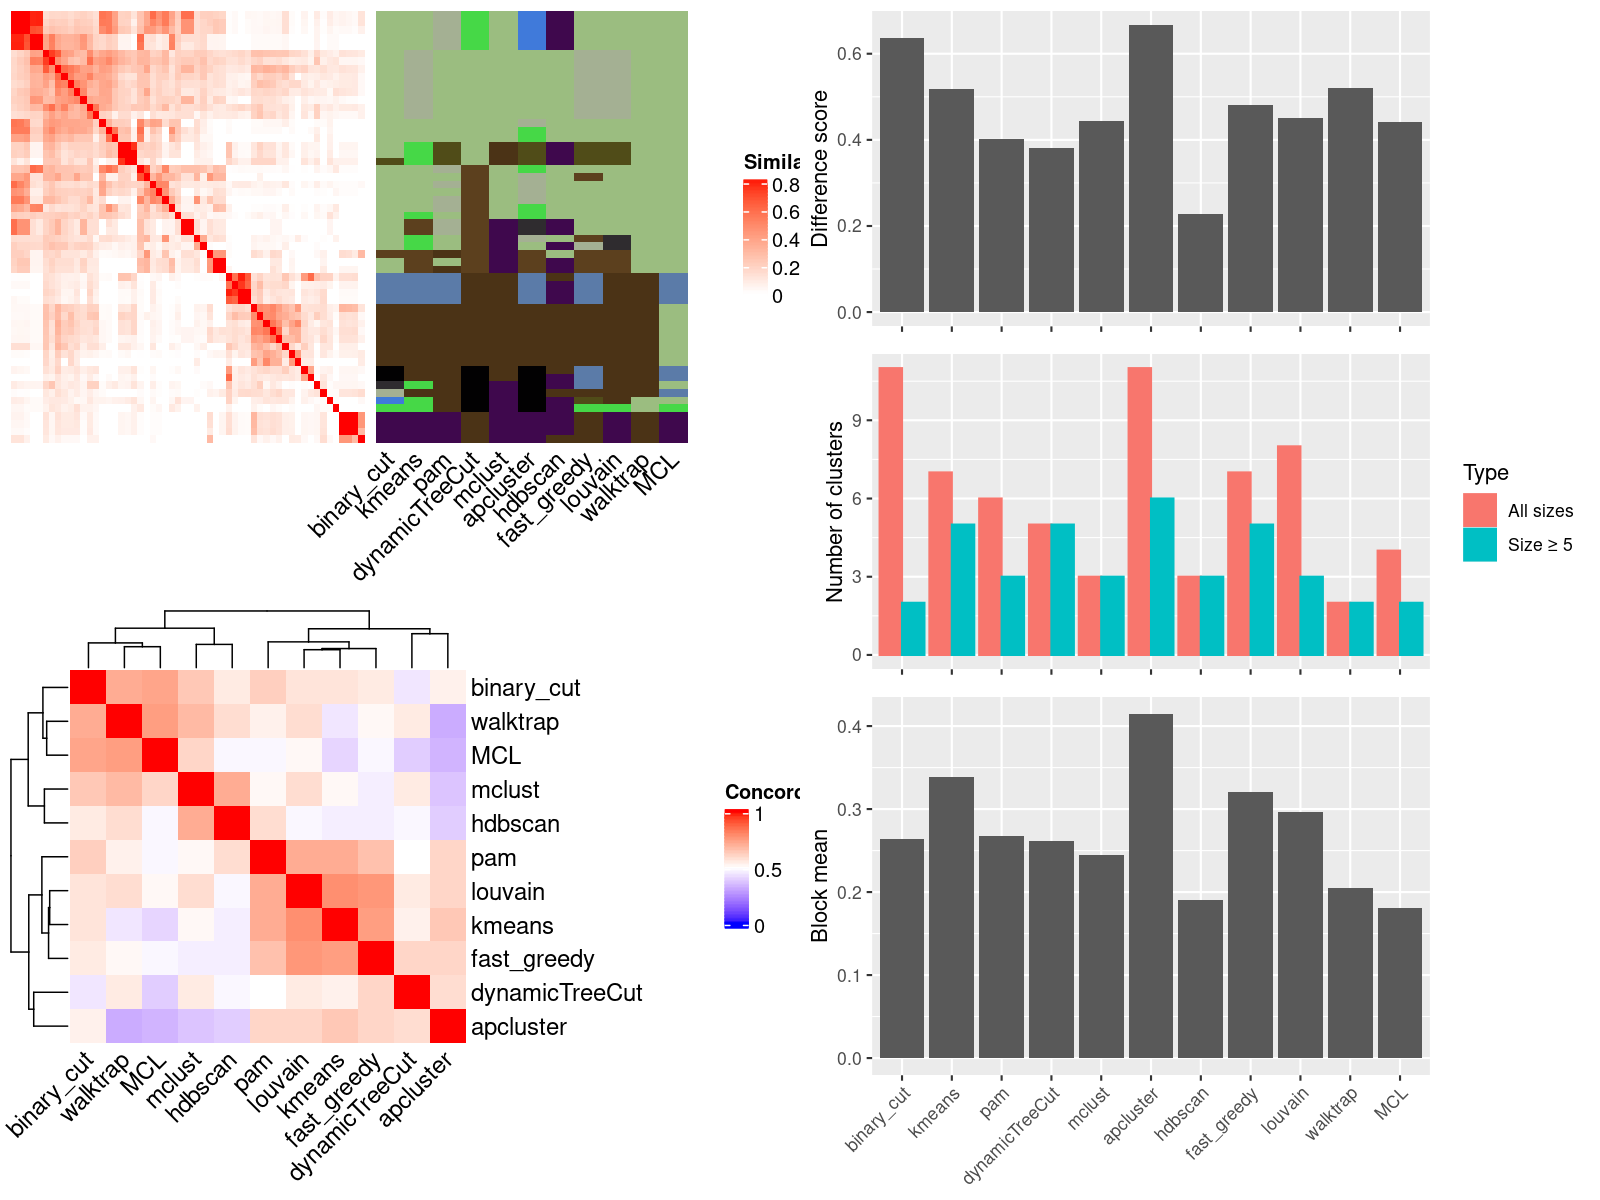 Simila
0.8
0.6
0.4
0.2
0
binary_cut
kmeans
pam
dynamicTreeCut
mclust
apcluster
hdbscan
fast_greedy
louvain
walktrap
MCL
Difference score
0.6
0.4
0.2
0.0
Number of clusters
9
6
3
0
Type
All sizes
Size ≥ 5
binary_cut
walktrap
MCL
mclust
hdbscan
pam
louvain
kmeans
fast_greedy
dynamicTreeCut
apcluster
binary_cut
walktrap
MCL
mclust
hdbscan
pam
louvain
kmeans
fast_greedy
dynamicTreeCut
apcluster
Concord
1
0.5
0
Block mean
0.4
0.3
0.2
0.1
0.0
binary_cut
kmeans
pam
dynamicTreeCut
mclust
apcluster
hdbscan
fast_greedy
louvain
walktrap
MCL